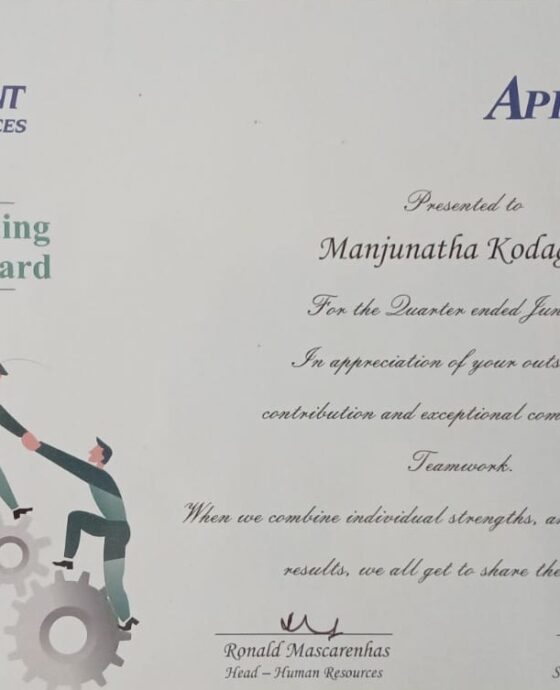 NT
CES
ing
ard
AP
Presented to
Manjunatha Kodag
For the Quarter ended Jun
In appreciation of your outs
contribution and exceptional com
Teamwork.
When we combine individual strengths, an
results, we all get to share the
Ronald Mascarenhas
Head – Human Resources
S